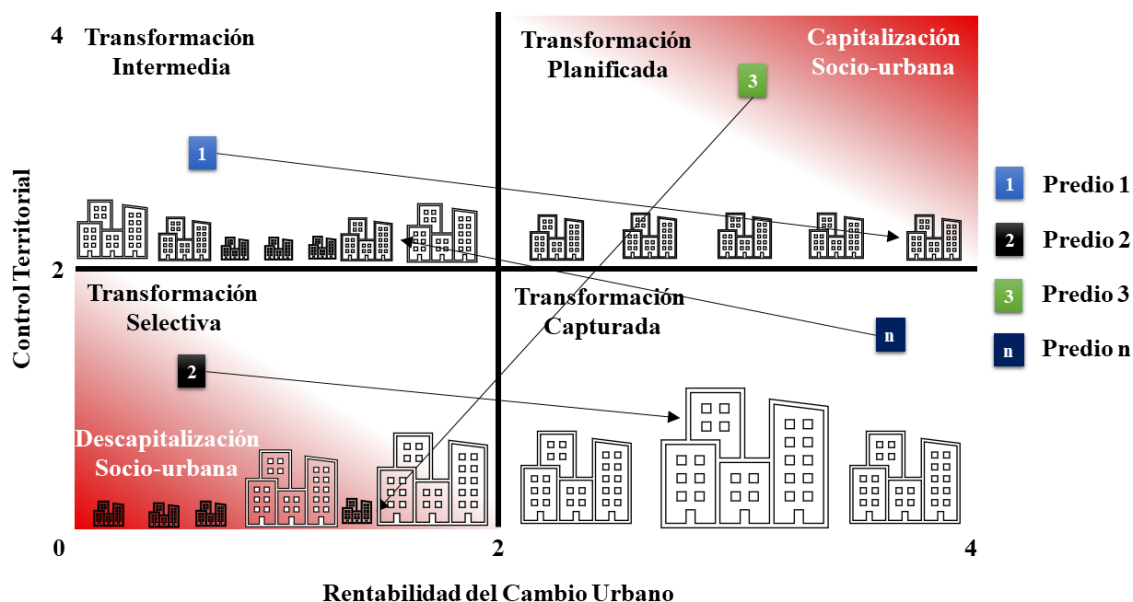 4
Transformación
Intermedia
Transformación
Planificada
Capitalización
Socio-urbana
3
1
1 Predio 1
2 Predio 2
3 Predio 3
n Predio n
Control Territorial
2
Transformación
Selectiva
Transformación
Capturada
n
2
Descapitalización
Socio-urbana
0
2
4
Rentabilidad del Cambio Urbano